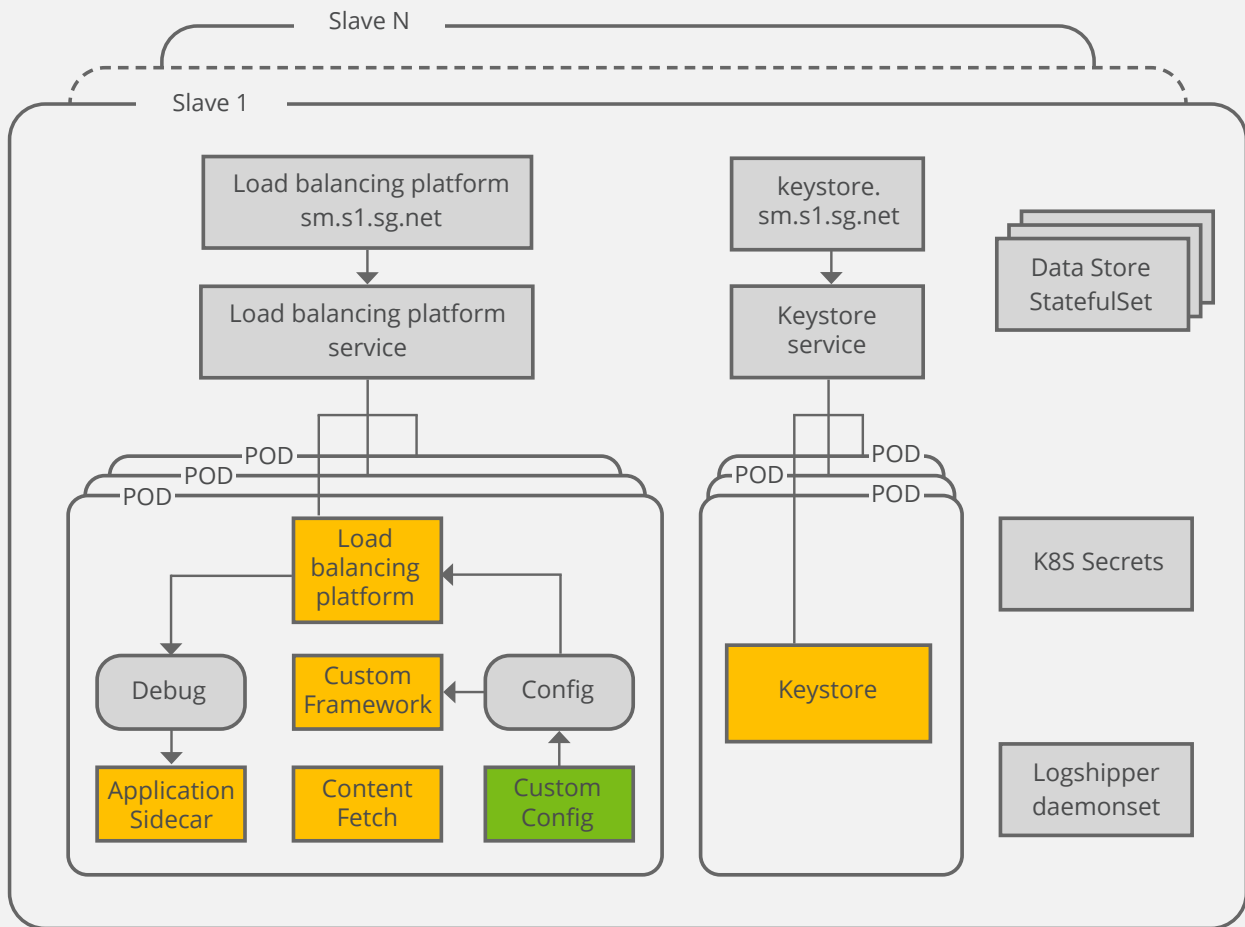 Slave N
Slave 1
Load balancing platform
sm.s1.sg.net
keystore.
sm.s1.sg.net
Data Store
StatefulSet
Load balancing platform
service
Keystore
service
POD
POD
POD
POD
POD
POD
Load
balancing
platform
K8S Secrets
Debug
Custom
Framework
Config
Keystore
Application
Sidecar
Content
Fetch
Custom
Config
Logshipper
daemonset